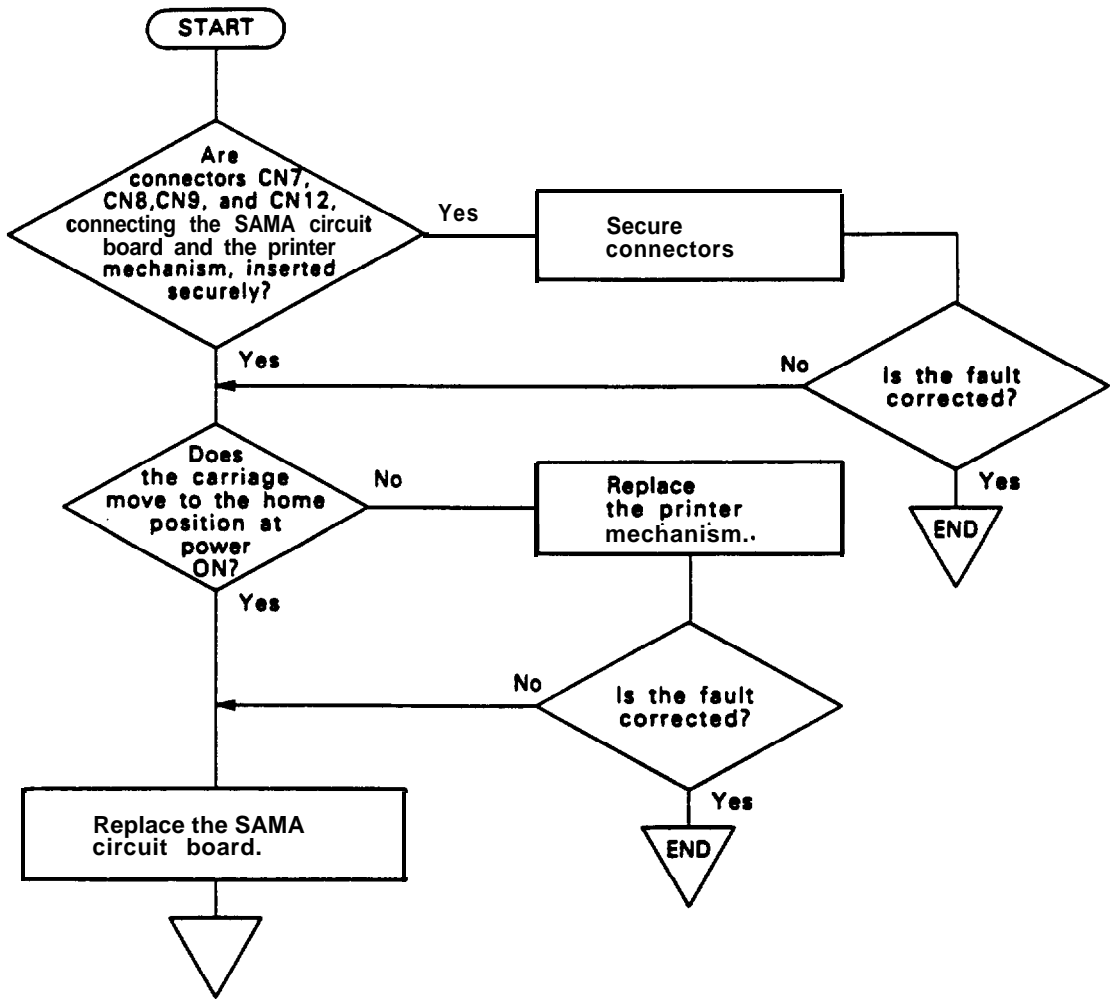 START
Are
connectors CN7,
CN8,CN9, and CN12,
connecting the SAMA circuit
board and the printer
mechanism, inserted
securely?
Yes
Secure
connectors
Yes
No
Is the fault
corrected?
Yes
END
Does
the carriage
move to the home
position at
power
ON?
No
Replace
the printer
mechanism..
Yes
No
Is the fault
corrected?
Yes
END
Replace the SAMA
circuit board.